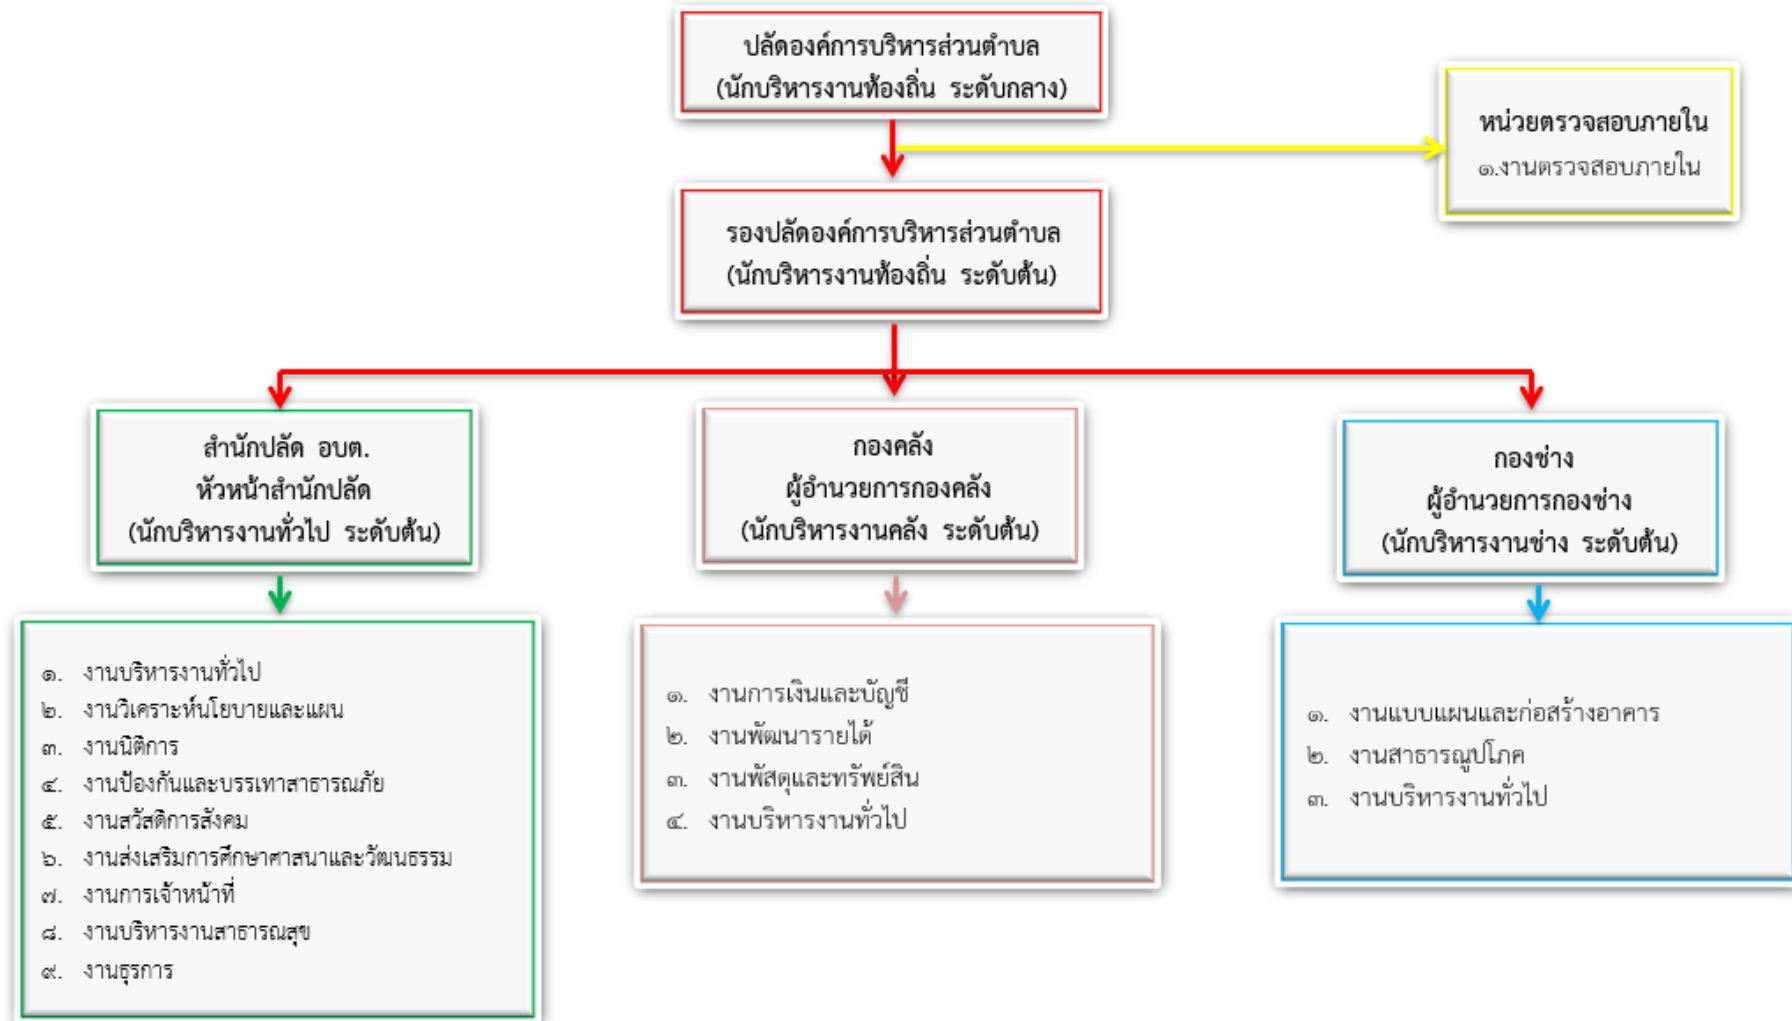 ปลัดองค์การบริหารส่วนตำบล
(นักบริหารงานท้องถิ่น ระดับกลาง)
หน่วยตรวจสอบภายใน
๑.งานตรวจสอบภายใน
รองปลัดองค์การบริหารส่วนตำบล
(นักบริหารงานท้องถิ่น ระดับต้น)
สำนักปลัด อบต.
หัวหน้าสำนักปลัด
(นักบริหารงานทั่วไป ระดับต้น)
กองคลัง
ผู้อำนวยการกองคลัง
(นักบริหารงานคลัง ระดับต้น)
กองช่าง
ผู้อำนวยการกองช่าง
(นักบริหารงานช่าง ระดับต้น)
๑. งานบริหารงานทั่วไป
๒. งานวิเคราะห์นโยบายและแผน
๓. งานนิติการ
๔. งานป้องกันและบรรเทาสาธารณภัย
๕. งานสวัสดิการสังคม
๖. งานส่งเสริมการศึกษาศาสนาและวัฒนธรรม
๗. งานการเจ้าหน้าที่
๘. งานบริหารงานสาธารณสุข
๙. งานธุรการ
๑. งานการเงินและบัญชี
๒. งานพัฒนารายได้
๓. งานพัสดุและทรัพย์สิน
๔. งานบริหารงานทั่วไป
๑. งานแบบแผนและก่อสร้างอาคาร
๒. งานสาธารณูปโภค
๓. งานบริหารงานทั่วไป